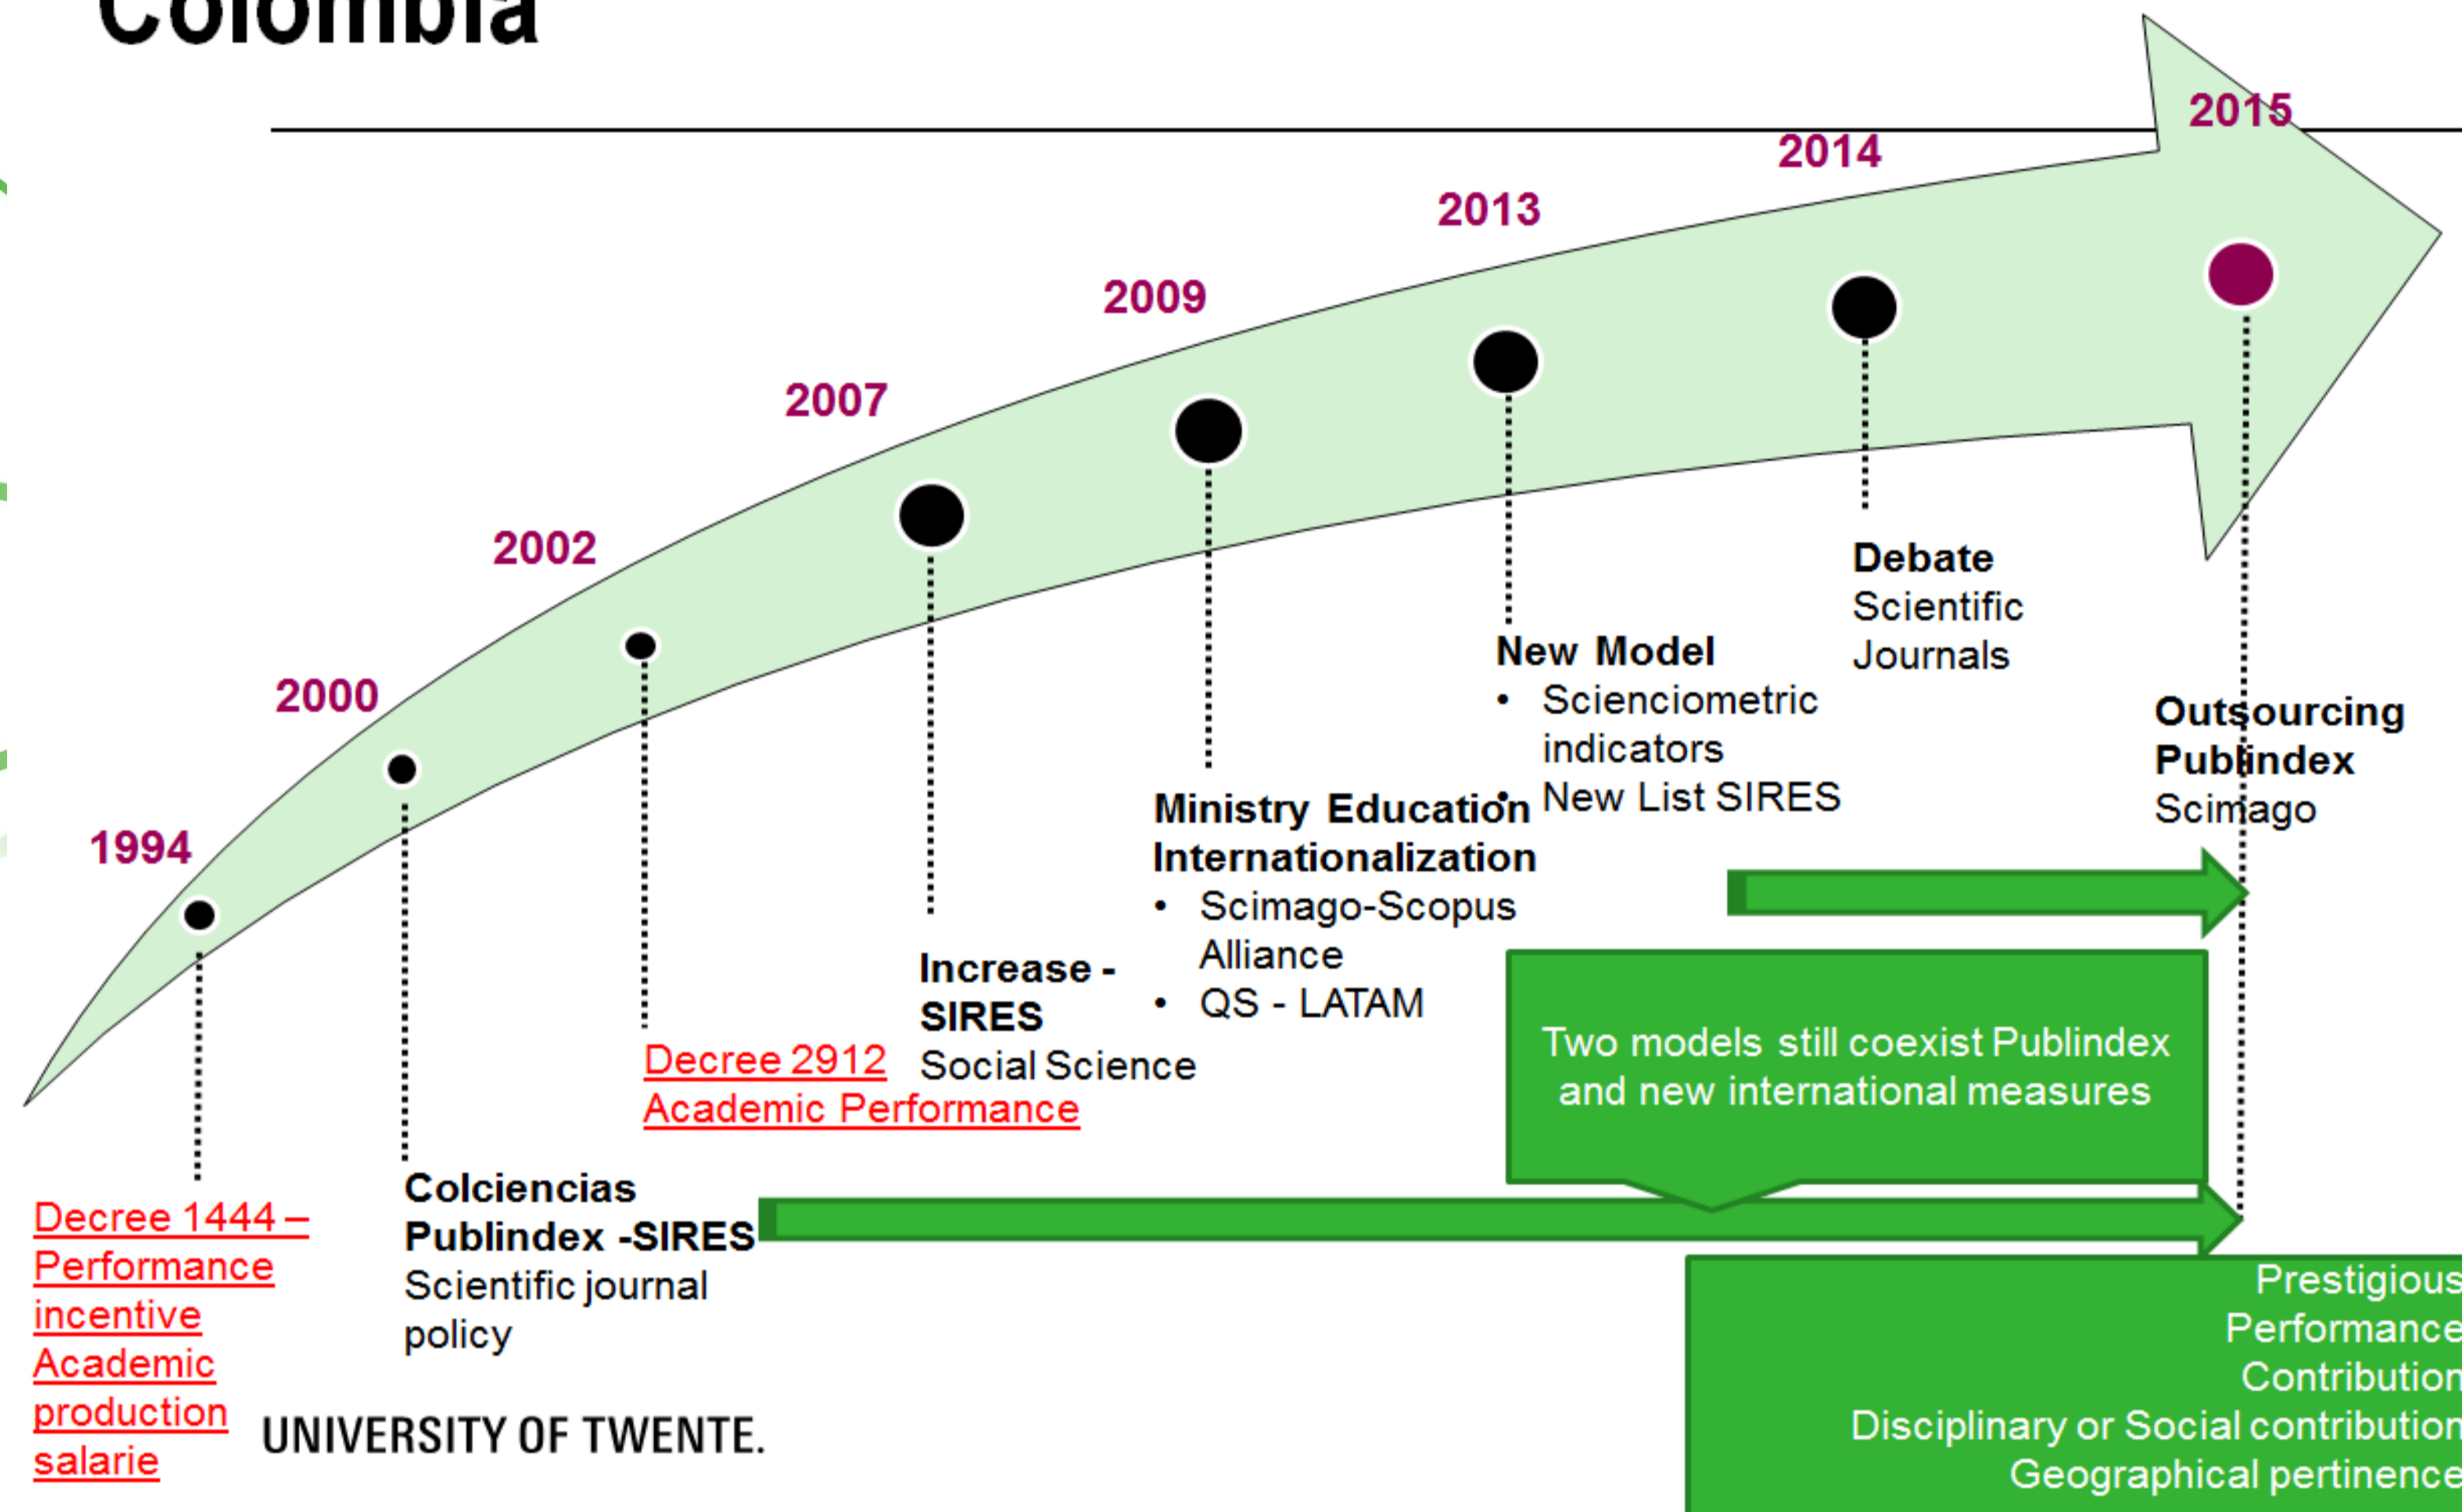 Colombia
1994
2000
2002
2007
2009
2013
2014
2015
Decree 1444 –
Performance
incentive
Academic
production
salarie
Colciencias
Publindex -SIRES
Scientific journal
policy
Decree 2912
Academic Performance
Increase -
SIRES
Social Science
Ministry Education
Internationalization
• Scimago-Scopus
Alliance
• QS - LATAM
New Model
• Scienciometric
indicators
• New List SIRES
Debate
Scientific
Journals
Outsourcing
Publindex
Scimago
Two models still coexist Publindex
and new international measures
Prestigious
Performance
Contribution
Disciplinary or Social contribution
Geographical pertinence
UNIVERSITY OF TWENTE.